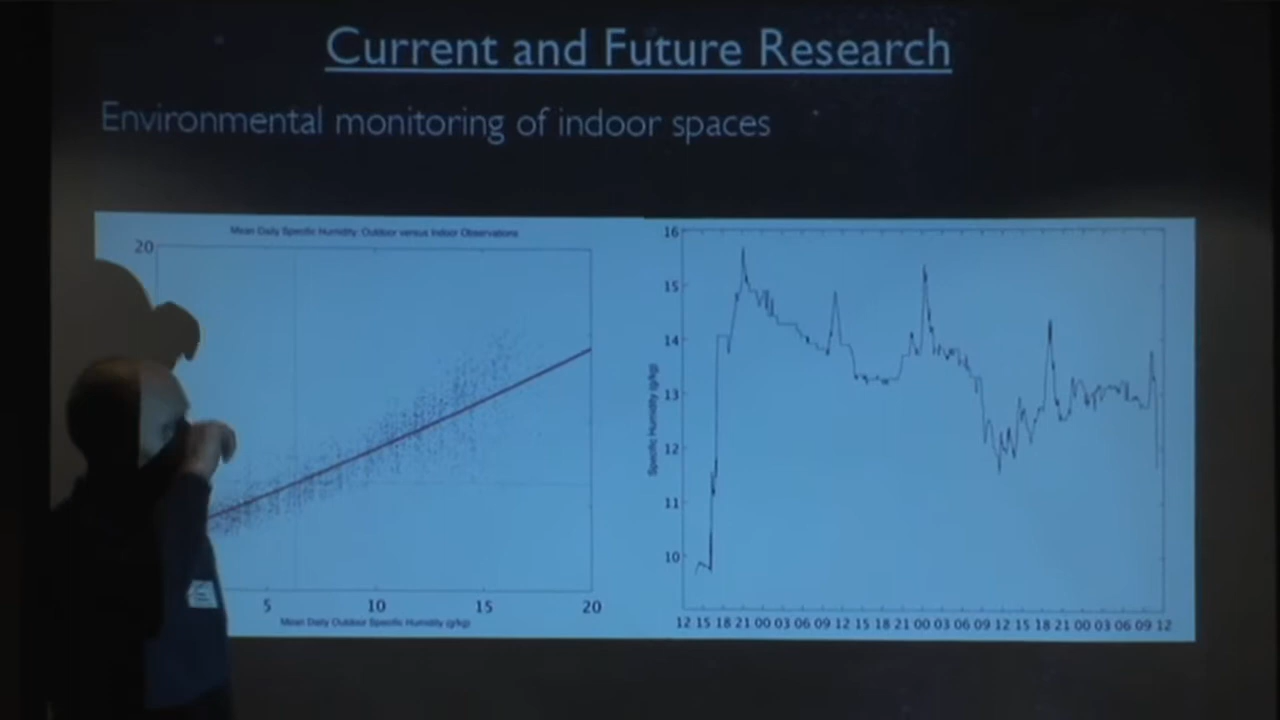 Current and Future Research
Environmental monitoring of indoor spaces
Mean Daily Specific Humidity: Outdoor versus Indoor Observations
20
5 10 15 20
Mean Daily Outdoor Specific Humidity (g/kg)
16
15
14
13
12
11
10
Specific Humidity (g/kg)
12 15 18 21 00 03 06 09 12 15 18 21 00 03 06 09 12 15 18 21 00 03 06 09 12